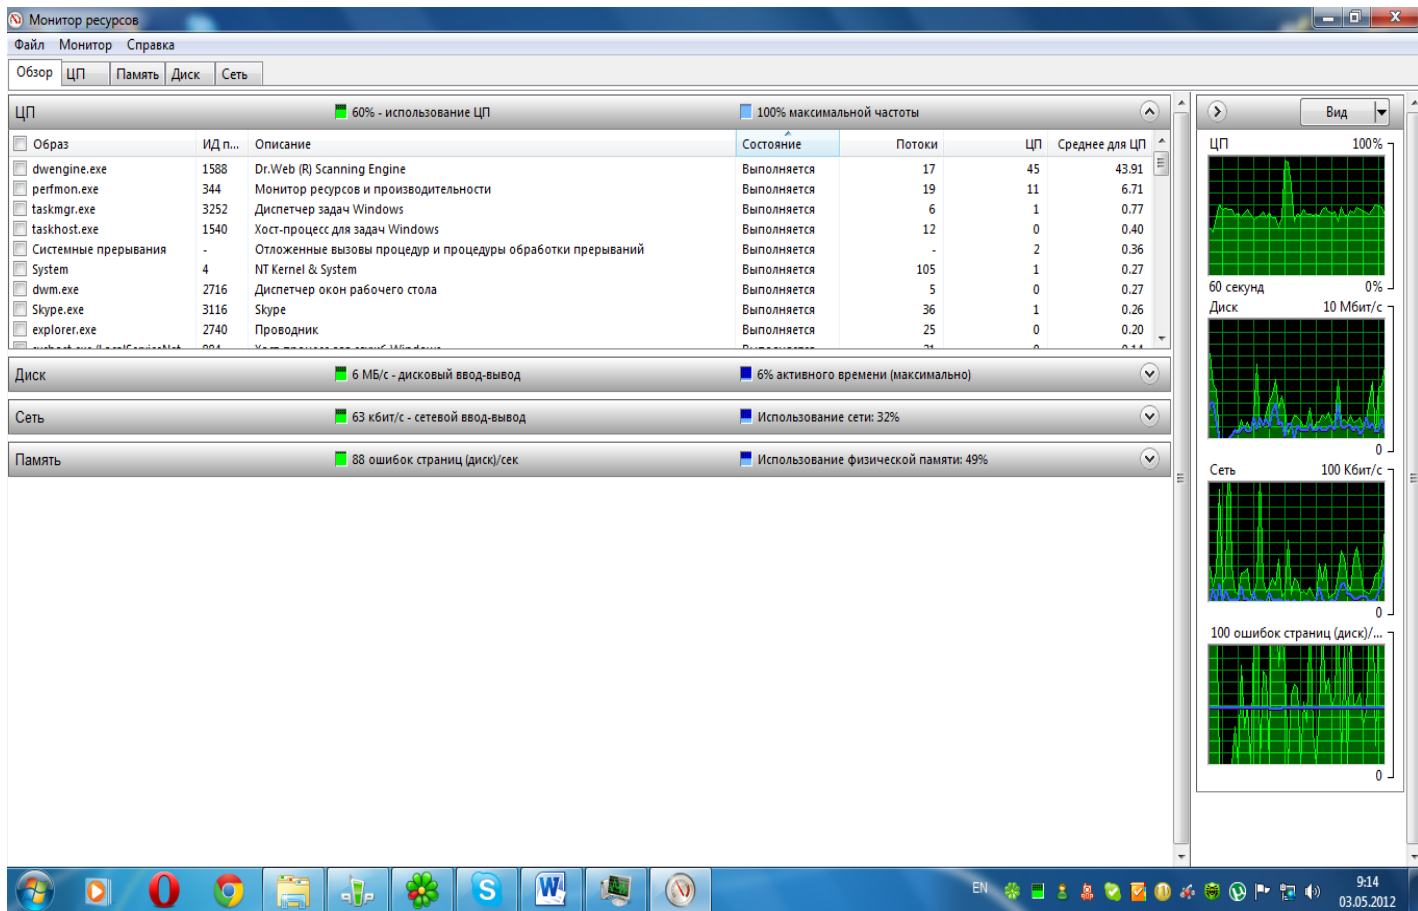 Монитор ресурсов
Файл Монитор Справка
Обзор ЦП Память Диск Сеть
ЦП 60% - использование ЦП 100% максимальной частоты
Образ ИД п... Описание Состояние Потоки ЦП Среднее для ЦП
dwengine.exe 1588 Dr.Web (R) Scanning Engine Выполняется 17 45 43.91
perfmon.exe 344 Монитор ресурсов и производительности Выполняется 19 11 6.71
taskmgr.exe 3252 Диспетчер задач Windows Выполняется 6 1 0.77
taskhost.exe 1540 Хост-процесс для задач Windows Выполняется 12 0 0.40
Системные прерывания - Отложенные вызовы процедур и процедуры обработки прерываний Выполняется - 2 0.36
System 4 NT Kernel & System Выполняется 105 1 0.27
dwm.exe 2716 Диспетчер окон рабочего стола Выполняется 5 0 0.27
Skype.exe 3116 Skype Выполняется 36 1 0.26
explorer.exe 2740 Проводник Выполняется 25 0 0.20
Диск 6 МБ/с - дисковый ввод-вывод 6% активного времени (максимально)
Сеть 63 кбит/с - сетевой ввод-вывод Использование сети: 32%
Память 88 ошибок страниц (диск)/сек Использование физической памяти: 49%
Вид
ЦП 100%
60 секунд 0%
Диск 10 Мбит/с
0
Сеть 100 Кбит/с
0
100 ошибок страниц (диск)/...
0
EN 9:14
03.05.2012